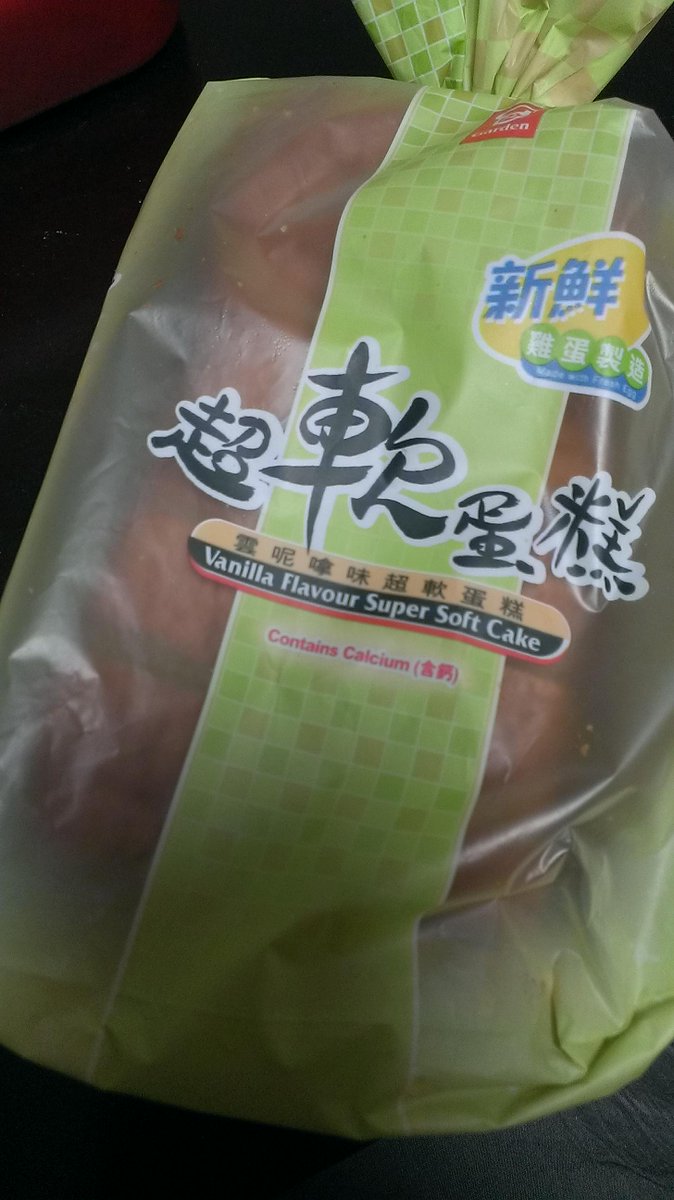 Garden
新鮮
雞蛋製造
Made with Fresh Egg
超軟蛋糕
雲呢嗱味超軟蛋糕
Vanilla Flavour Super Soft Cake
Contains Calcium (含鈣)